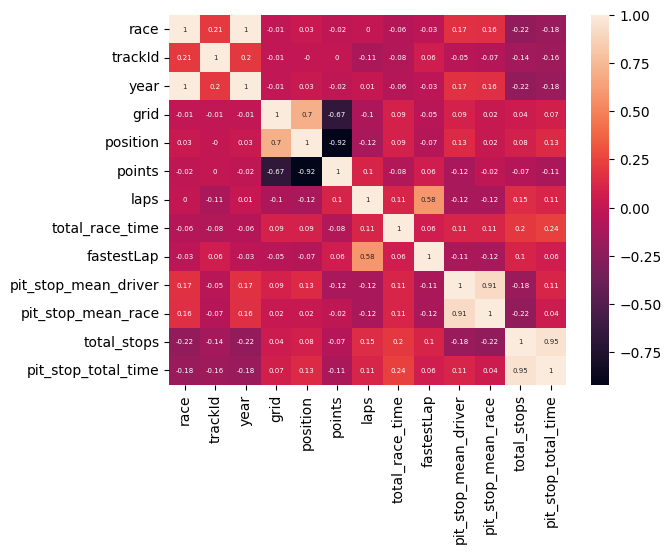 race 1 0.21 1 -0.01 0.03 -0.02 0 -0.06 -0.03 0.17 0.16 -0.22 -0.18
trackId 0.21 1 0.2 -0.01 -0 0 -0.11 -0.08 0.06 -0.05 -0.07 -0.14 -0.16
year 1 0.2 1 -0.01 0.03 -0.02 0.01 -0.06 -0.03 0.17 0.16 -0.22 -0.18
grid -0.01 -0.01 -0.01 1 0.7 -0.67 -0.1 0.09 -0.05 0.09 0.02 0.04 0.07
position 0.03 -0 0.03 0.7 1 -0.92 -0.12 0.09 -0.07 0.13 0.02 0.08 0.13
points -0.02 0 -0.02 -0.67 -0.92 1 0.1 -0.08 0.06 -0.12 -0.02 -0.07 -0.11
laps 0 -0.11 0.01 -0.1 -0.12 0.1 1 0.11 0.58 -0.12 -0.12 0.15 0.11
total_race_time -0.06 -0.08 -0.06 0.09 0.09 -0.08 0.11 1 0.06 0.11 0.11 0.2 0.24
fastestLap -0.03 0.06 -0.03 -0.05 -0.07 0.06 0.58 0.06 1 -0.11 -0.12 0.1 0.06
pit_stop_mean_driver 0.17 -0.05 0.17 0.09 0.13 -0.12 -0.12 0.11 -0.11 1 0.91 -0.18 0.11
pit_stop_mean_race 0.16 -0.07 0.16 0.02 0.02 -0.02 -0.12 0.11 -0.12 0.91 1 -0.22 0.04
total_stops -0.22 -0.14 -0.22 0.04 0.08 -0.07 0.15 0.2 0.1 -0.18 -0.22 1 0.95
pit_stop_total_time -0.18 -0.16 -0.18 0.07 0.13 -0.11 0.11 0.24 0.06 0.11 0.04 0.95 1
race
trackId
year
grid
position
points
laps
total_race_time
fastestLap
pit_stop_mean_driver
pit_stop_mean_race
total_stops
pit_stop_total_time
1.00
0.75
0.50
0.25
0.00
−0.25
−0.50
−0.75